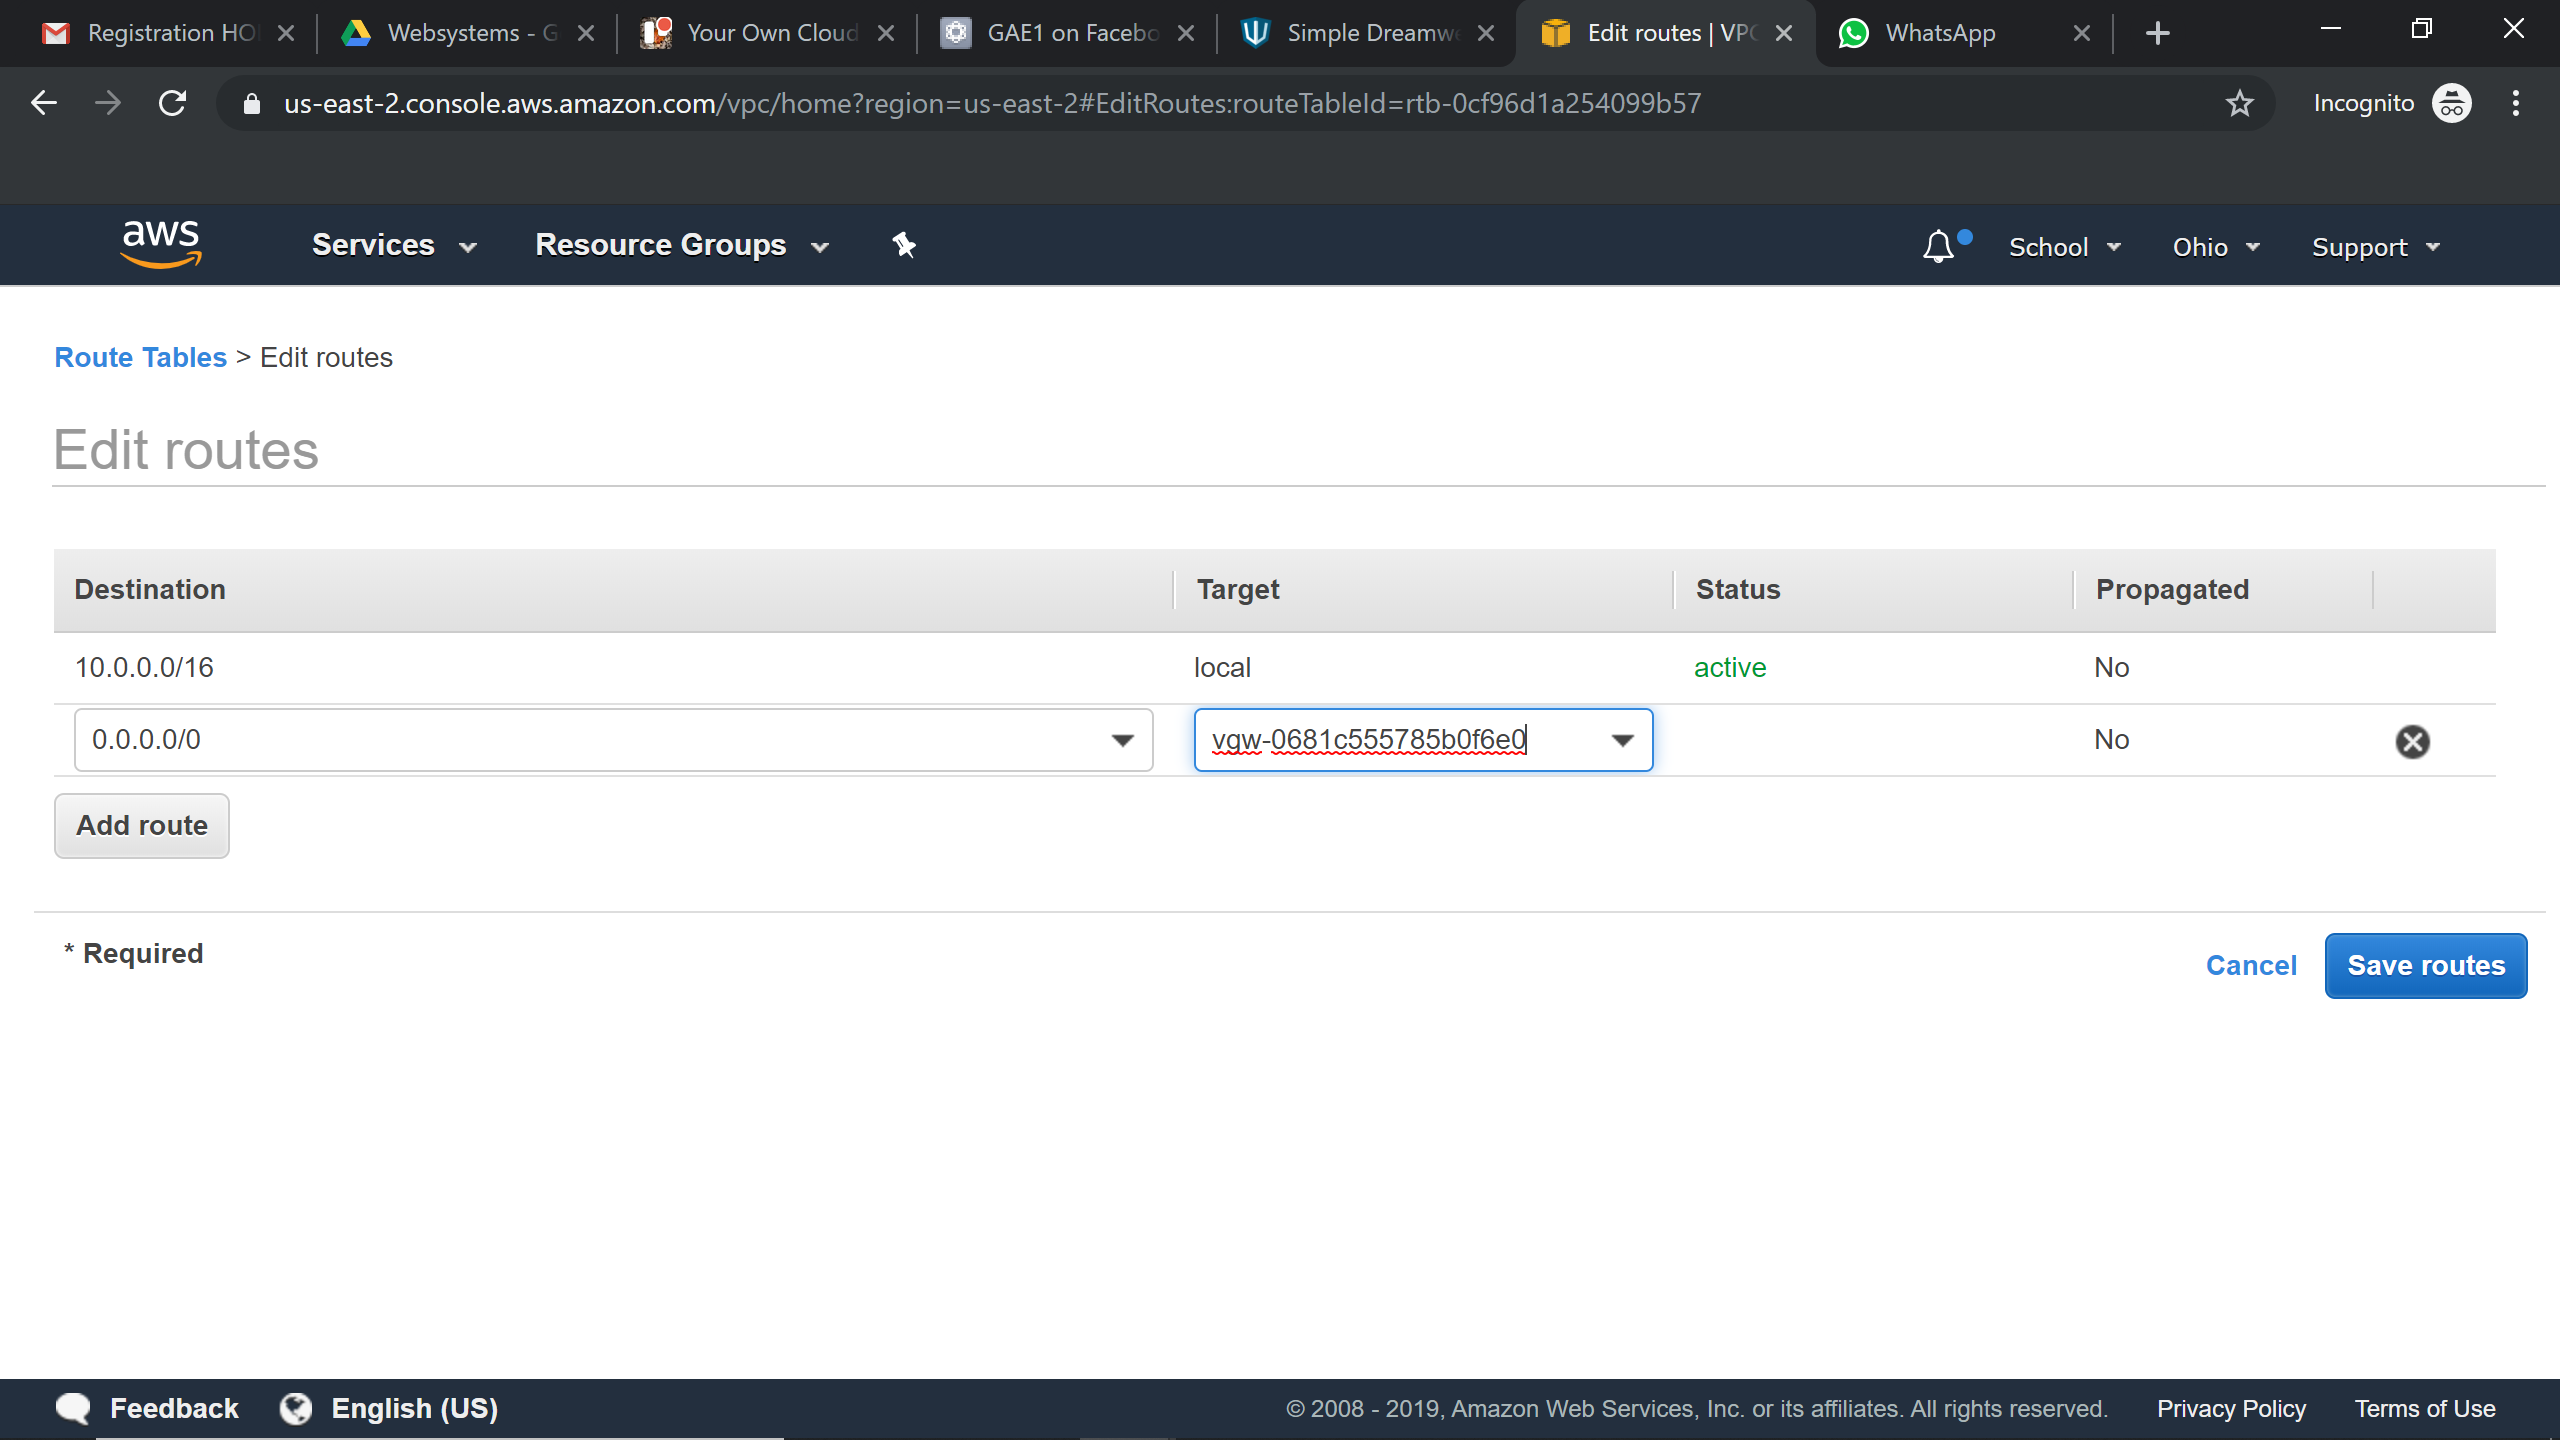 Registration HO
Websystems - G
Your Own Cloud
GAE1 on Facebo
Simple Dreamwe
Edit routes | VPC
WhatsApp
us-east-2.console.aws.amazon.com/vpc/home?region=us-east-2#EditRoutes:routeTableId=rtb-0cf96d1a254099b57
Incognito
aws
Services
Resource Groups
School
Ohio
Support
Route Tables > Edit routes
Edit routes
Destination Target Status Propagated
10.0.0.0/16 local active No
0.0.0.0/0 vgw-0681c555785b0f6e0 No
Add route
* Required
Cancel
Save routes
Feedback
English (US)
© 2008 - 2019, Amazon Web Services, Inc. or its affiliates. All rights reserved.
Privacy Policy
Terms of Use